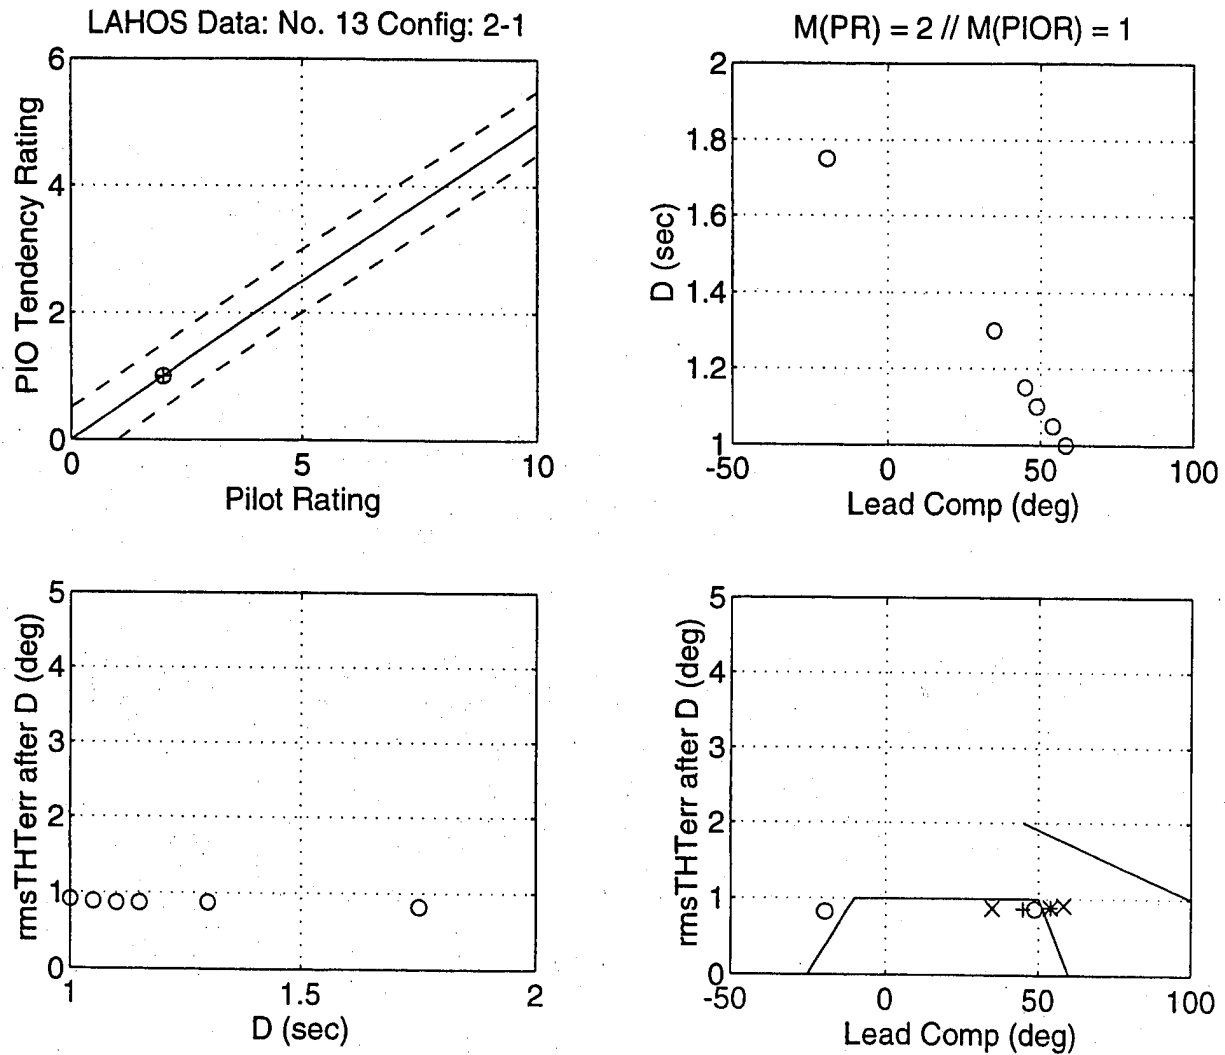 LAHOS Data: No. 13 Config: 2-1
PIO Tendency Rating
6
4
2
0
0 5 10
Pilot Rating
M(PR) = 2 // M(PIOR) = 1
D (sec)
2
1.8
1.6
1.4
1.2
1
-50 0 50 100
Lead Comp (deg)
rmsTHTerr after D (deg)
5
4
3
2
1
0
1 1.5 2
D (sec)
rmsTHTerr after D (deg)
5
4
3
2
1
0
-50 0 50 100
Lead Comp (deg)